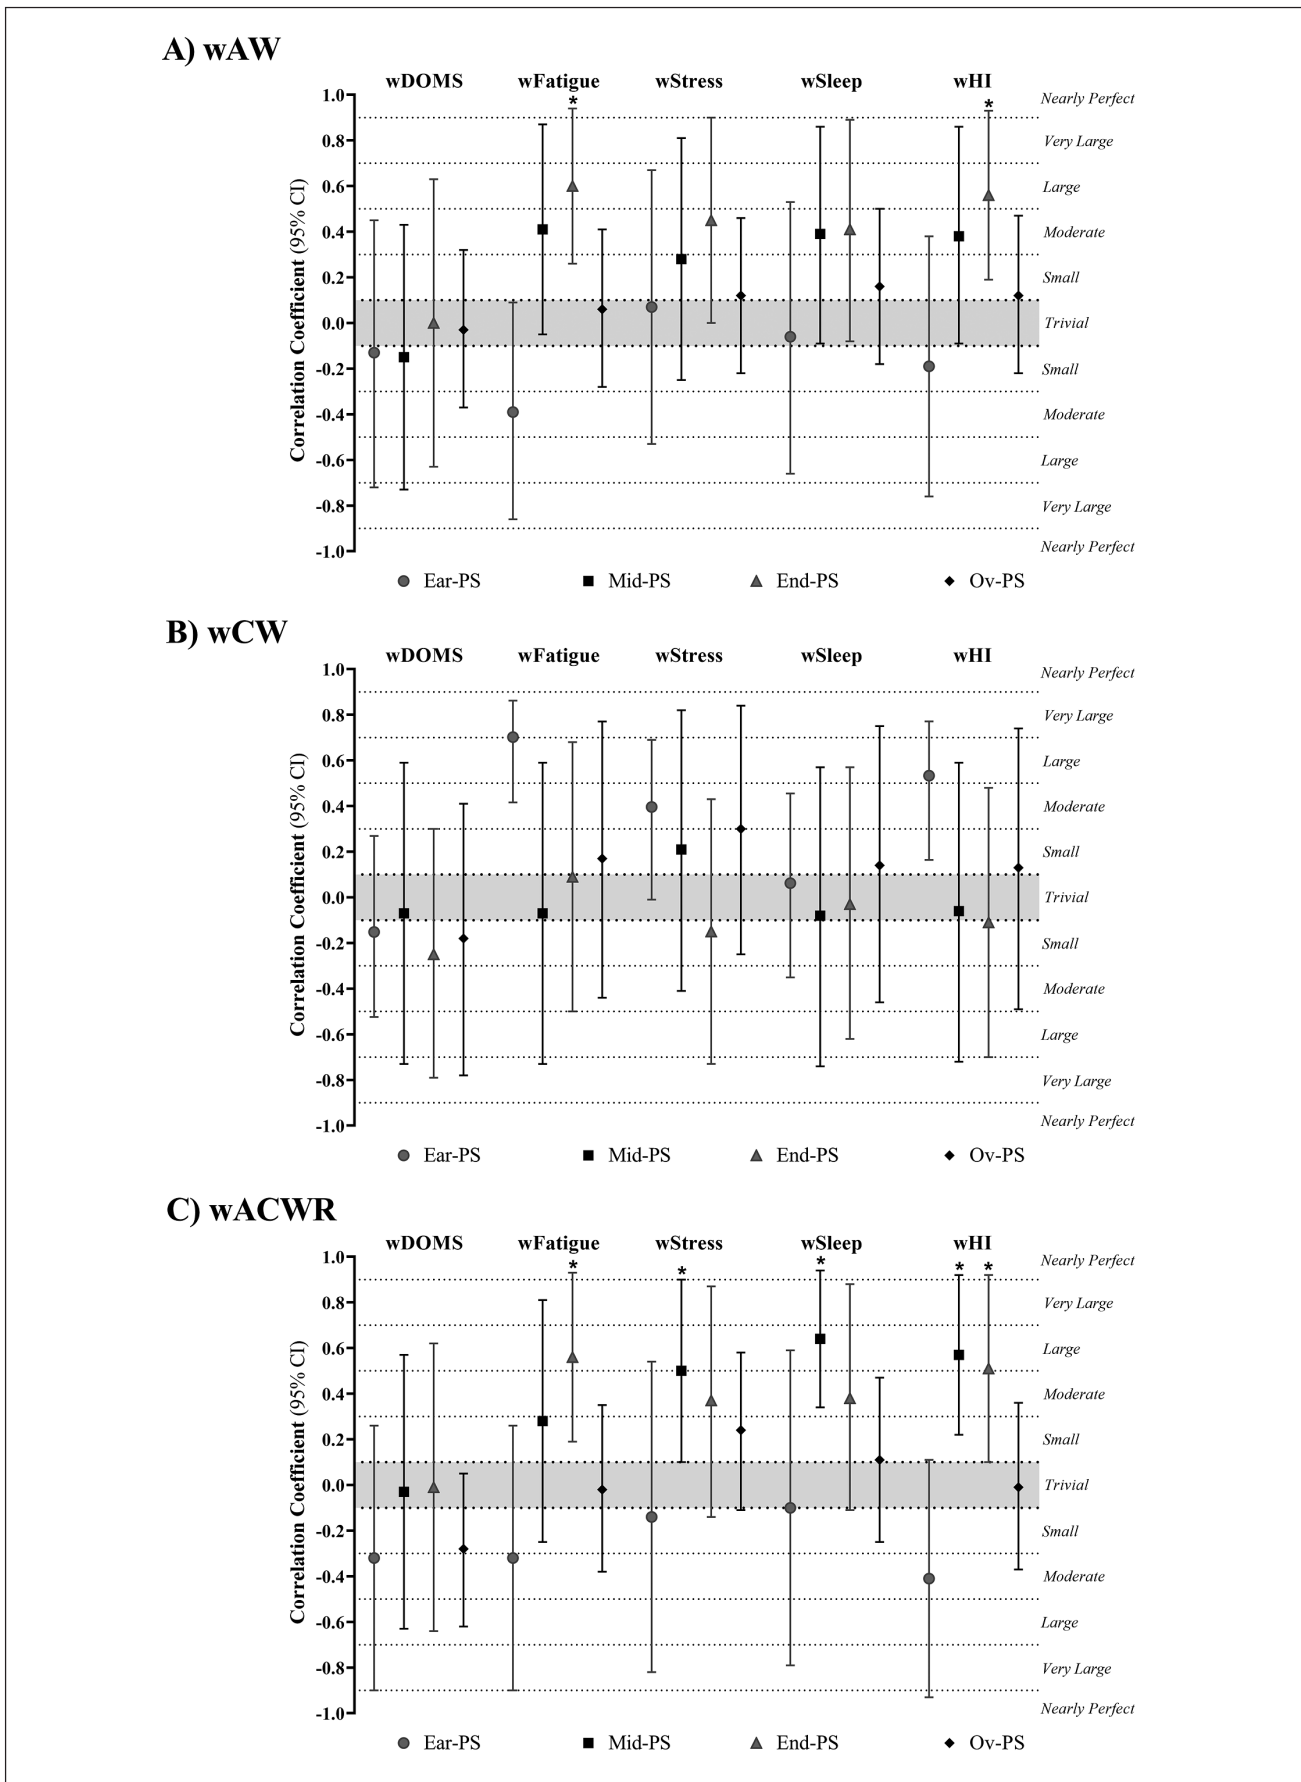 A) wAW
wDOMS wFatigue wStress wSleep wHI
* *
Correlation Coefficient (95% CI)
1.0
0.8
0.6
0.4
0.2
0.0
-0.2
-0.4
-0.6
-0.8
-1.0
Nearly Perfect
Very Large
Large
Moderate
Small
Trivial
Small
Moderate
Large
Very Large
Nearly Perfect
Ear-PS Mid-PS End-PS Ov-PS
B) wCW
wDOMS wFatigue wStress wSleep wHI
Correlation Coefficient (95% CI)
1.0
0.8
0.6
0.4
0.2
0.0
-0.2
-0.4
-0.6
-0.8
-1.0
Nearly Perfect
Very Large
Large
Moderate
Small
Trivial
Small
Moderate
Large
Very Large
Nearly Perfect
Ear-PS Mid-PS End-PS Ov-PS
C) wACWR
wDOMS wFatigue wStress wSleep wHI
* * * * *
Correlation Coefficient (95% CI)
1.0
0.8
0.6
0.4
0.2
0.0
-0.2
-0.4
-0.6
-0.8
-1.0
Nearly Perfect
Very Large
Large
Moderate
Small
Trivial
Small
Moderate
Large
Very Large
Nearly Perfect
Ear-PS Mid-PS End-PS Ov-PS